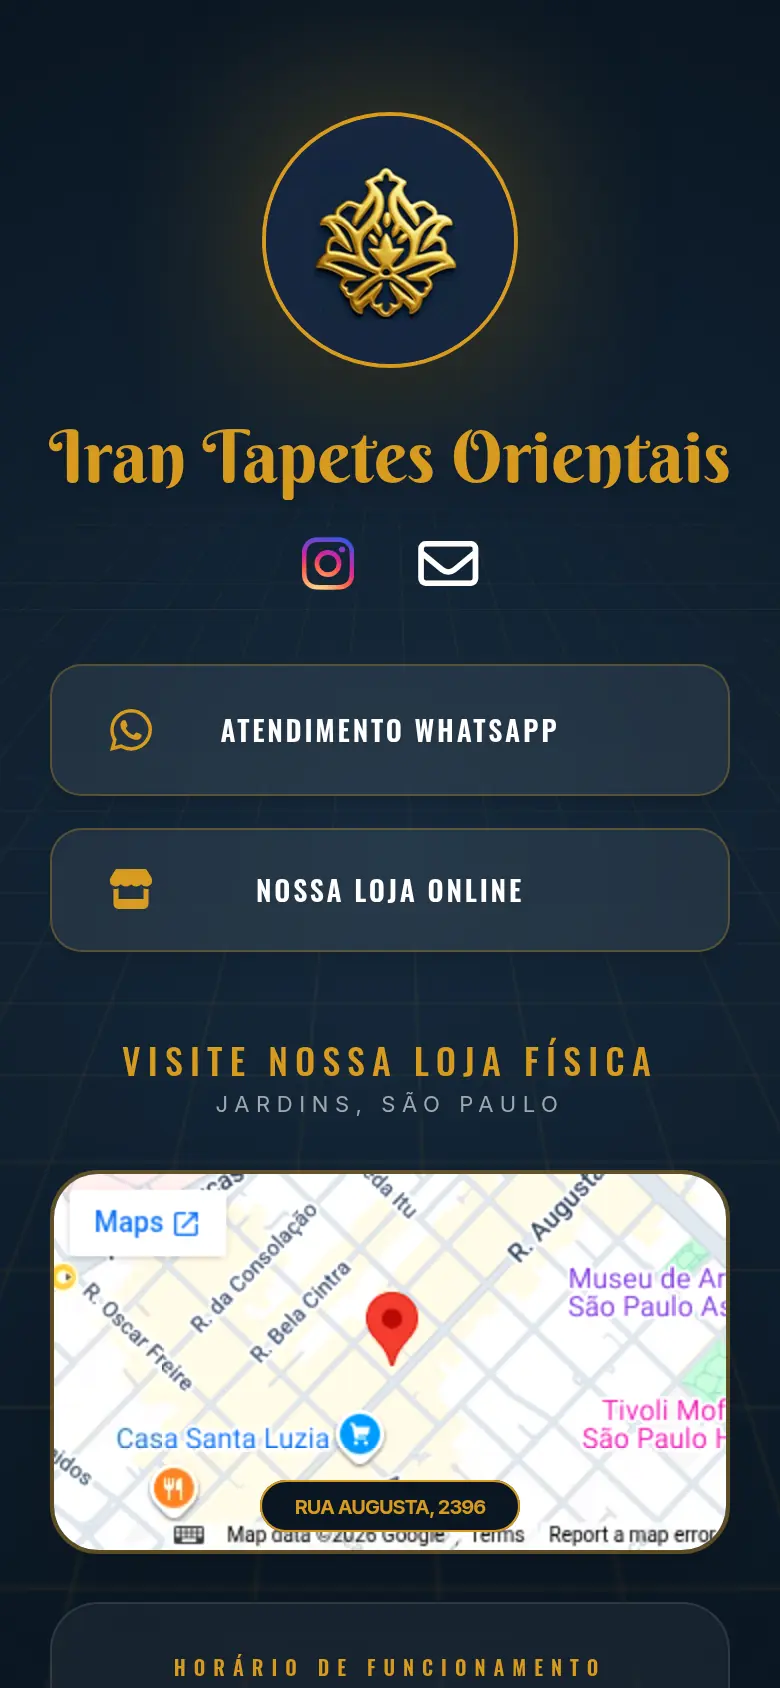 Iran Tapetes Orientais
ATENDIMENTO WHATSAPP
NOSSA LOJA ONLINE
VISITE NOSSA LOJA FÍSICA
JARDINS, SÃO PAULO
Maps
R. Augusta
R. da Consolação
R. Bela Cintra
R. Oscar Freire
Museu de Ar
São Paulo As
Tivoli Mof
São Paulo H
Casa Santa Luzia
RUA AUGUSTA, 2396
Map data ©2026 Google
Terms
Report a map error
HORÁRIO DE FUNCIONAMENTO